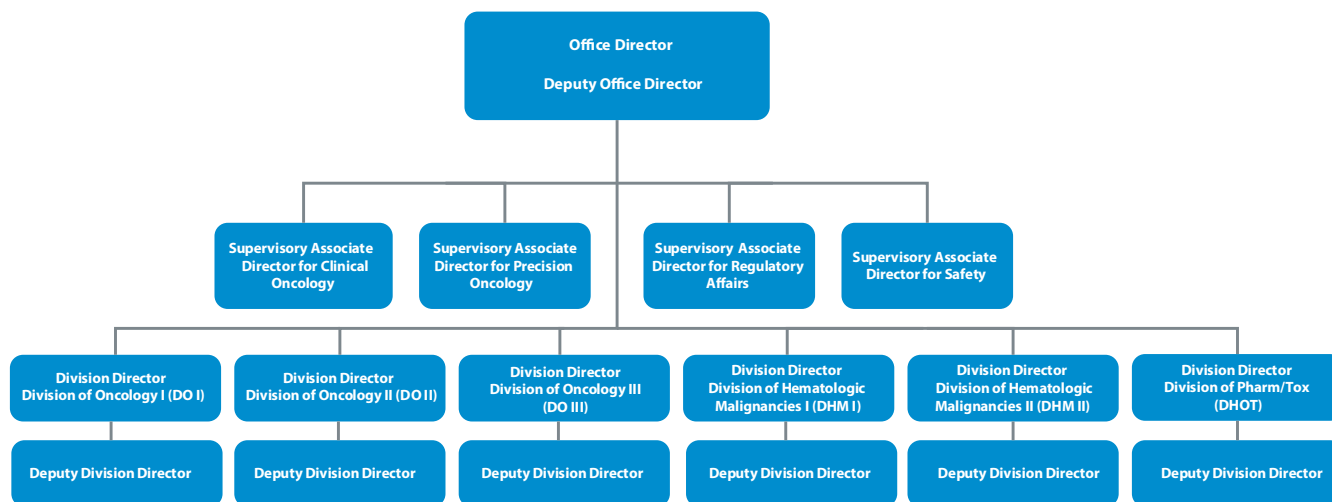 Office Director
Deputy Office Director
Supervisory Associate
Director for Clinical
Oncology
Supervisory Associate
Director for Precision
Oncology
Supervisory Associate
Director for Regulatory
Affairs
Supervisory Associate
Director for Safety
Division Director
Division of Oncology I (DO I)
Division Director
Division of Oncology II (DO II)
Division Director
Division of Oncology III
(DO III)
Division Director
Division of Hematologic
Malignancies I (DHM I)
Division Director
Division of Hematologic
Malignancies II (DHM II)
Division Director
Division of Pharm/Tox
(DHOT)
Deputy Division Director
Deputy Division Director
Deputy Division Director
Deputy Division Director
Deputy Division Director
Deputy Division Director